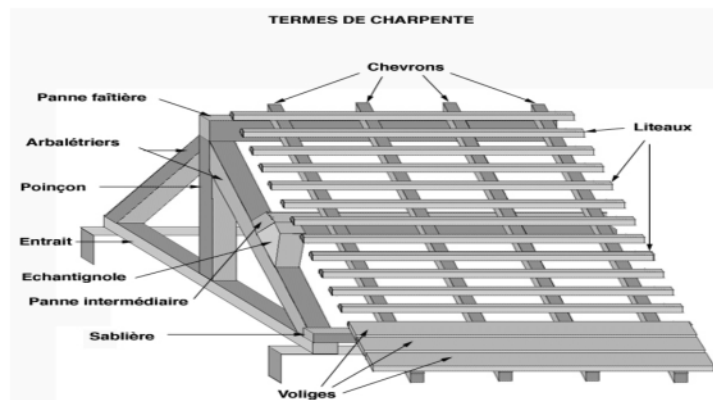 TERMES DE CHARPENTE
Chevrons
Panne faîtière
Liteaux
Arbalétriers
Poinçon
Entrait
Echantignole
Panne intermédiaire
Sablière
Voliges